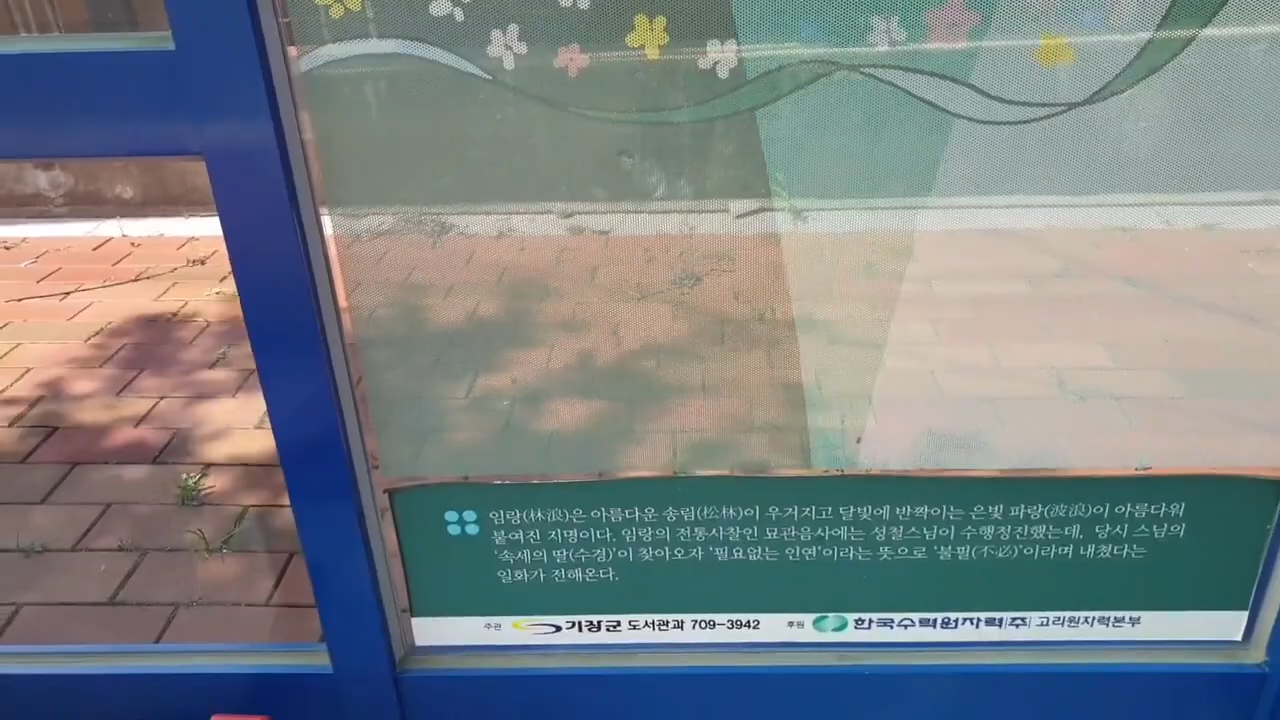 임랑(林浪)은 아름다운 송림(松林)이 우거지고 달빛에 반짝이는 은빛 파랑(波浪)이 아름다워
붙여진 지명이다. 임랑의 전통사찰인 묘관음사에는 성철스님이 수행정진했는데, 당시 스님의
'속세의 딸(수경)'이 찾아오자 '필요없는 인연'이라는 뜻으로 '불필(不必)'이라며 내쳤다는
일화가 전해온다.
주관 기장군 도서관과 709-3942 후원 한국수력원자력(주) 고리원자력본부